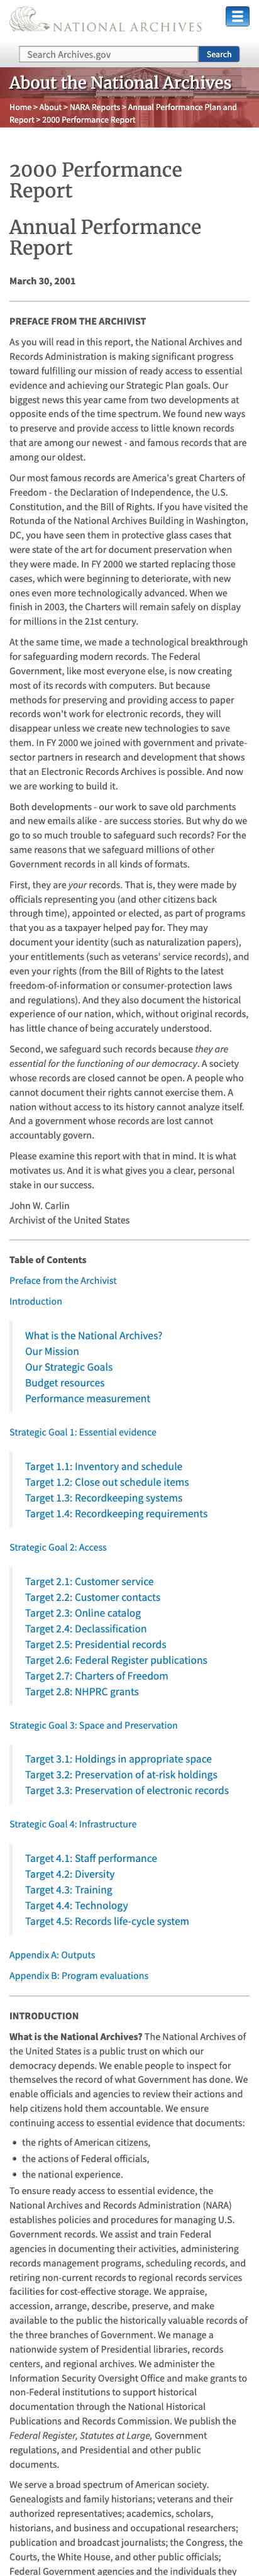 NATIONAL ARCHIVES
Search Archives.gov
Search
About the National Archives
Home > About > NARA Reports > Annual Performance Plan and
Report > 2000 Performance Report
2000 Performance
Report
Annual Performance
Report
March 30, 2001
PREFACE FROM THE ARCHIVIST
As you will read in this report, the National Archives and
Records Administration is making significant progress
toward fulfilling our mission of ready access to essential
evidence and achieving our Strategic Plan goals. Our
biggest news this year came from two developments at
opposite ends of the time spectrum. We found new ways
to preserve and provide access to little known records
that are among our newest - and famous records that are
among our oldest.
Our most famous records are America's great Charters of
Freedom - the Declaration of Independence, the U.S.
Constitution, and the Bill of Rights. If you have visited the
Rotunda of the National Archives Building in Washington,
DC, you have seen them in protective glass cases that
were state of the art for document preservation when
they were made. In FY 2000 we started replacing those
cases, which were beginning to deteriorate, with new
ones even more technologically advanced. When we
finish in 2003, the Charters will remain safely on display
for millions in the 21st century.
At the same time, we made a technological breakthrough
for safeguarding modern records. The Federal
Government, like most everyone else, is now creating
most of its records with computers. But because
methods for preserving and providing access to paper
records won't work for electronic records, they will
disappear unless we create new technologies to save
them. In FY 2000 we joined with government and private-
sector partners in research and development that shows
that an Electronic Records Archives is possible. And now
we are working to build it.
Both developments - our work to save old parchments
and new emails alike - are success stories. But why do we
go to so much trouble to safeguard such records? For the
same reasons that we safeguard millions of other
Government records in all kinds of formats.
First, they are your records. That is, they were made by
officials representing you (and other citizens back
through time), appointed or elected, as part of programs
that you as a taxpayer helped pay for. They may
document your identity (such as naturalization papers),
your entitlements (such as veterans' service records), and
even your rights (from the Bill of Rights to the latest
freedom-of-information or consumer-protection laws
and regulations). And they also document the historical
experience of our nation, which, without original records,
has little chance of being accurately understood.
Second, we safeguard such records because they are
essential for the functioning of our democracy. A society
whose records are closed cannot be open. A people who
cannot document their rights cannot exercise them. A
nation without access to its history cannot analyze itself.
And a government whose records are lost cannot
accountably govern.
Please examine this report with that in mind. It is what
motivates us. And it is what gives you a clear, personal
stake in our success.
John W. Carlin
Archivist of the United States
Table of Contents
Preface from the Archivist
Introduction
What is the National Archives?
Our Mission
Our Strategic Goals
Budget resources
Performance measurement
Strategic Goal 1: Essential evidence
Target 1.1: Inventory and schedule
Target 1.2: Close out schedule items
Target 1.3: Recordkeeping systems
Target 1.4: Recordkeeping requirements
Strategic Goal 2: Access
Target 2.1: Customer service
Target 2.2: Customer contacts
Target 2.3: Online catalog
Target 2.4: Declassification
Target 2.5: Presidential records
Target 2.6: Federal Register publications
Target 2.7: Charters of Freedom
Target 2.8: NHPRC grants
Strategic Goal 3: Space and Preservation
Target 3.1: Holdings in appropriate space
Target 3.2: Preservation of at-risk holdings
Target 3.3: Preservation of electronic records
Strategic Goal 4: Infrastructure
Target 4.1: Staff performance
Target 4.2: Diversity
Target 4.3: Training
Target 4.4: Technology
Target 4.5: Records life-cycle system
Appendix A: Outputs
Appendix B: Program evaluations
INTRODUCTION
What is the National Archives? The National Archives of
the United States is a public trust on which our
democracy depends. We enable people to inspect for
themselves the record of what Government has done. We
enable officials and agencies to review their actions and
help citizens hold them accountable. We ensure
continuing access to essential evidence that documents:
• the rights of American citizens,
• the actions of Federal officials,
• the national experience.
To ensure ready access to essential evidence, the
National Archives and Records Administration (NARA)
establishes policies and procedures for managing U.S.
Government records. We assist and train Federal
agencies in documenting their activities, administering
records management programs, scheduling records, and
retiring non-current records to regional records services
facilities for cost-effective storage. We appraise,
accession, arrange, describe, preserve, and make
available to the public the historically valuable records of
the three branches of Government. We manage a
nationwide system of Presidential libraries, records
centers, and regional archives. We administer the
Information Security Oversight Office and make grants to
non-Federal institutions to support historical
documentation through the National Historical
Publications and Records Commission. We publish the
Federal Register, Statutes at Large, Government
regulations, and Presidential and other public
documents.
We serve a broad spectrum of American society.
Genealogists and family historians; veterans and their
authorized representatives; academics, scholars,
historians, and business and occupational researchers;
publication and broadcast journalists; the Congress, the
Courts, the White House, and other public officials;
Federal Government agencies and the individuals they